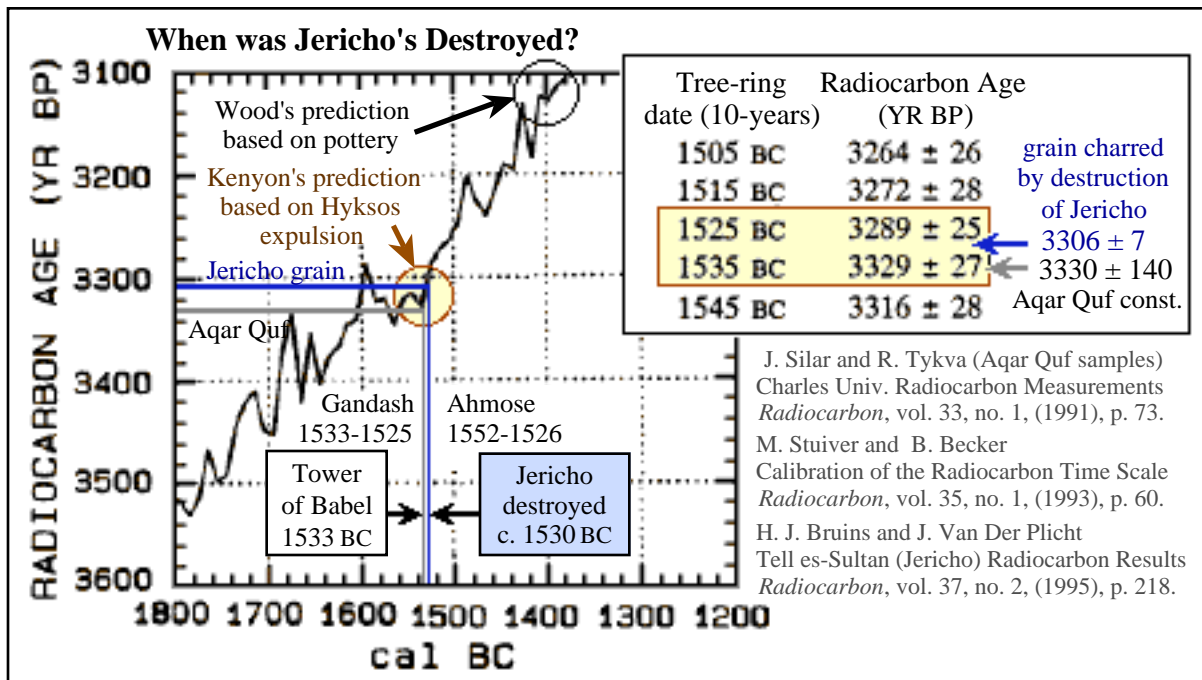 When was Jericho's Destroyed?
RADIOCARBON AGE (YR BP)
3100
3200
3300
3400
3500
3600
1800 1700 1600 1500 1400 1300 1200
cal BC
Wood's prediction
based on pottery
Kenyon's prediction
based on Hyksos
expulsion
Jericho grain
Aqar Quf
Gandash
1533-1525
Ahmose
1552-1526
Tower
of Babel
1533 BC
Jericho
destroyed
c. 1530 BC
Tree-ring Radiocarbon Age
date (10-years) (YR BP)
1505 BC 3264 ± 26
1515 BC 3272 ± 28
1525 BC 3289 ± 25
1535 BC 3329 ± 27
1545 BC 3316 ± 28
grain charred
by destruction
of Jericho
3306 ± 7
3330 ± 140
Aqar Quf const.
J. Silar and R. Tykva (Aqar Quf samples)
Charles Univ. Radiocarbon Measurements
Radiocarbon, vol. 33, no. 1, (1991), p. 73.
M. Stuiver and B. Becker
Calibration of the Radiocarbon Time Scale
Radiocarbon, vol. 35, no. 1, (1993), p. 60.
H. J. Bruins and J. Van Der Plicht
Tell es-Sultan (Jericho) Radiocarbon Results
Radiocarbon, vol. 37, no. 2, (1995), p. 218.